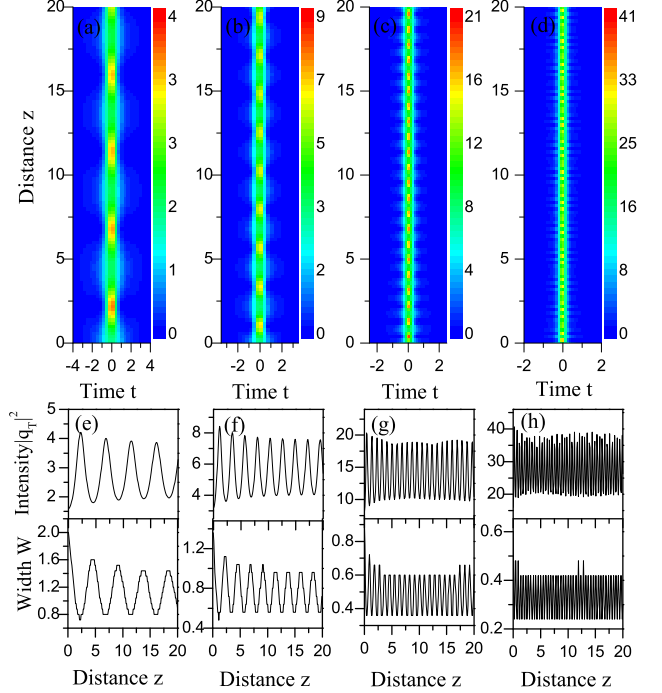 (a) (b) (c) (d)
20 4 20 9 20 21 20 41
3 7 16 33
15 15 15 15
3 5 12 24
Distance z
10 10 10 10
2 4 8 16
2 3 8 16
5 5 5 5
1 2 4 8
0 0 0 0 0 0 0 0
-4 -2 0 2 4 -2 0 2 -2 0 2 -2 0 2
Time t Time t Time t Time t
(e) (f) (g) (h)
Intensity|q_T|^2
5 4 3 2
8 6 4
20 15 10
40 30 20
Width W
2.0 1.6 1.2 0.8
1.2 0.8 0.4
0.8 0.6 0.4
0.6 0.4 0.2
0 5 10 15 20 0 5 10 15 20 0 5 10 15 20 0 5 10 15 20
Distance z Distance z Distance z Distance z